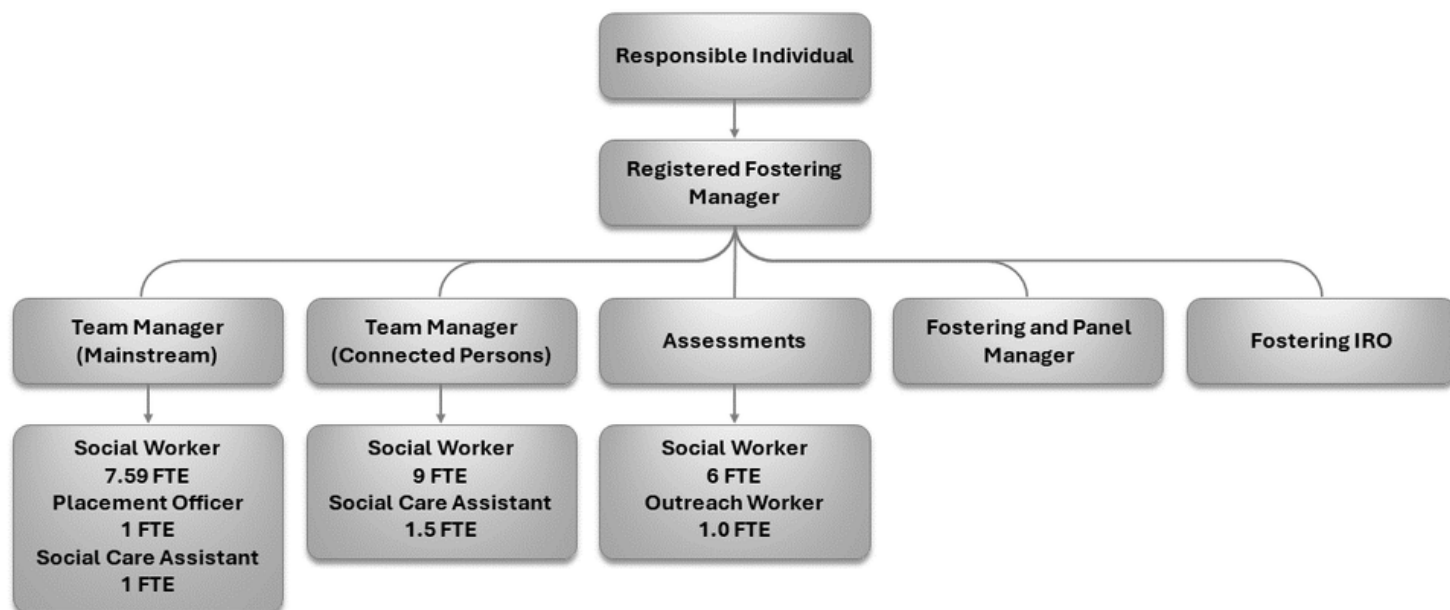 Responsible Individual
Registered Fostering
Manager
Team Manager
(Mainstream)
Team Manager
(Connected Persons)
Assessments
Fostering and Panel
Manager
Fostering IRO
Social Worker
7.59 FTE
Placement Officer
1 FTE
Social Care Assistant
1 FTE
Social Worker
9 FTE
Social Care Assistant
1.5 FTE
Social Worker
6 FTE
Outreach Worker
1.0 FTE